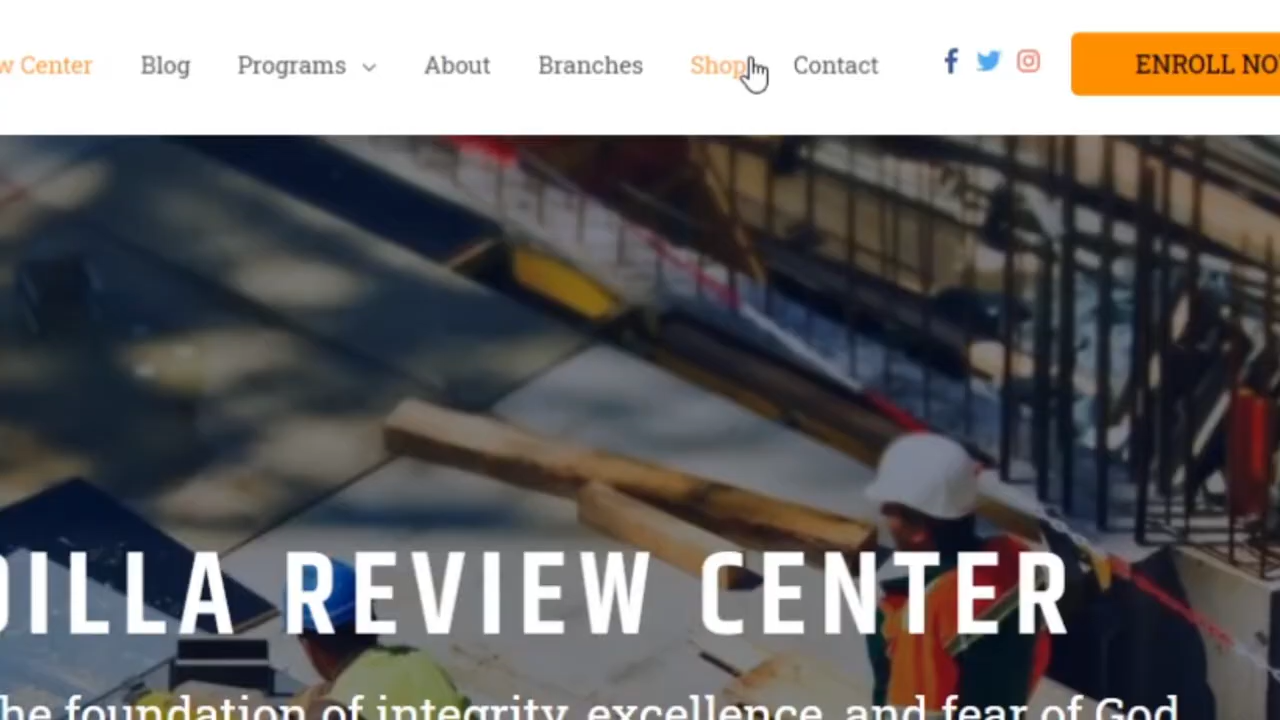 w Center Blog Programs About Branches Shop Contact ENROLL NO
DILLA REVIEW CENTER
he foundation of integrity, excellence, and fear of God